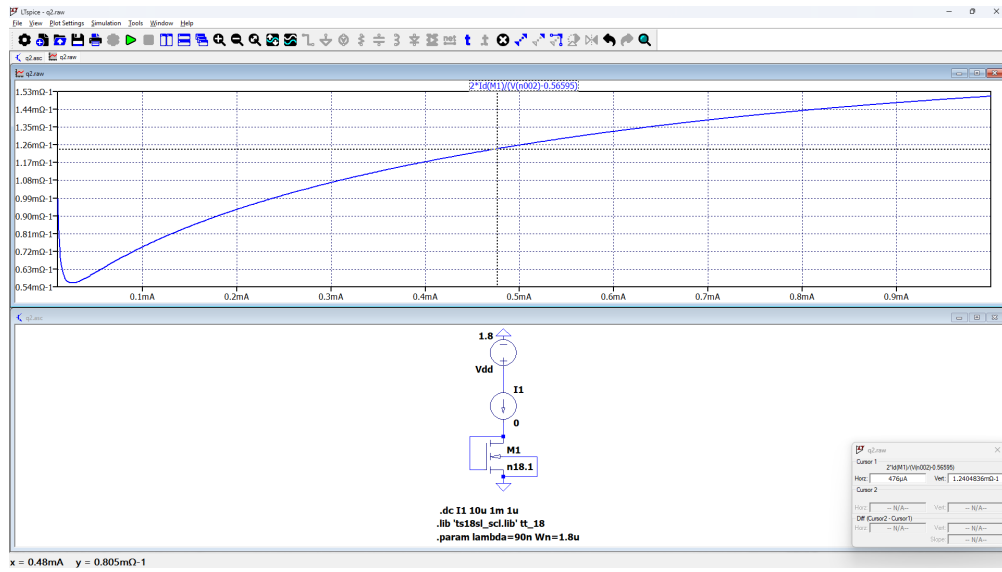 LTspice - q2.raw
File View Plot Settings Simulation Tools Window Help
q2.asc q2.raw
q2.raw
2*Id(M1)/(V(n002)-0.56595)
1.53mΩ-1
1.44mΩ-1
1.35mΩ-1
1.26mΩ-1
1.17mΩ-1
1.08mΩ-1
0.99mΩ-1
0.90mΩ-1
0.81mΩ-1
0.72mΩ-1
0.63mΩ-1
0.54mΩ-1
0.1mA 0.2mA 0.3mA 0.4mA 0.5mA 0.6mA 0.7mA 0.8mA 0.9mA
q2.asc
1.8
Vdd
I1
0
M1
n18.1
.dc I1 10u 1m 1u
.lib 'ts18sl_scl.lib' tt_18
.param lambda=90n Wn=1.8u
q2.raw
Cursor 1
2*Id(M1)/(V(n002)-0.56595)
Horz: 476µA Vert: 1.2404836mΩ-1
Cursor 2
Horz: -- N/A-- Vert: -- N/A--
Diff (Cursor2 - Cursor1)
Horz: -- N/A-- Vert: -- N/A--
Slope: -- N/A--
x = 0.48mA y = 0.805mΩ-1